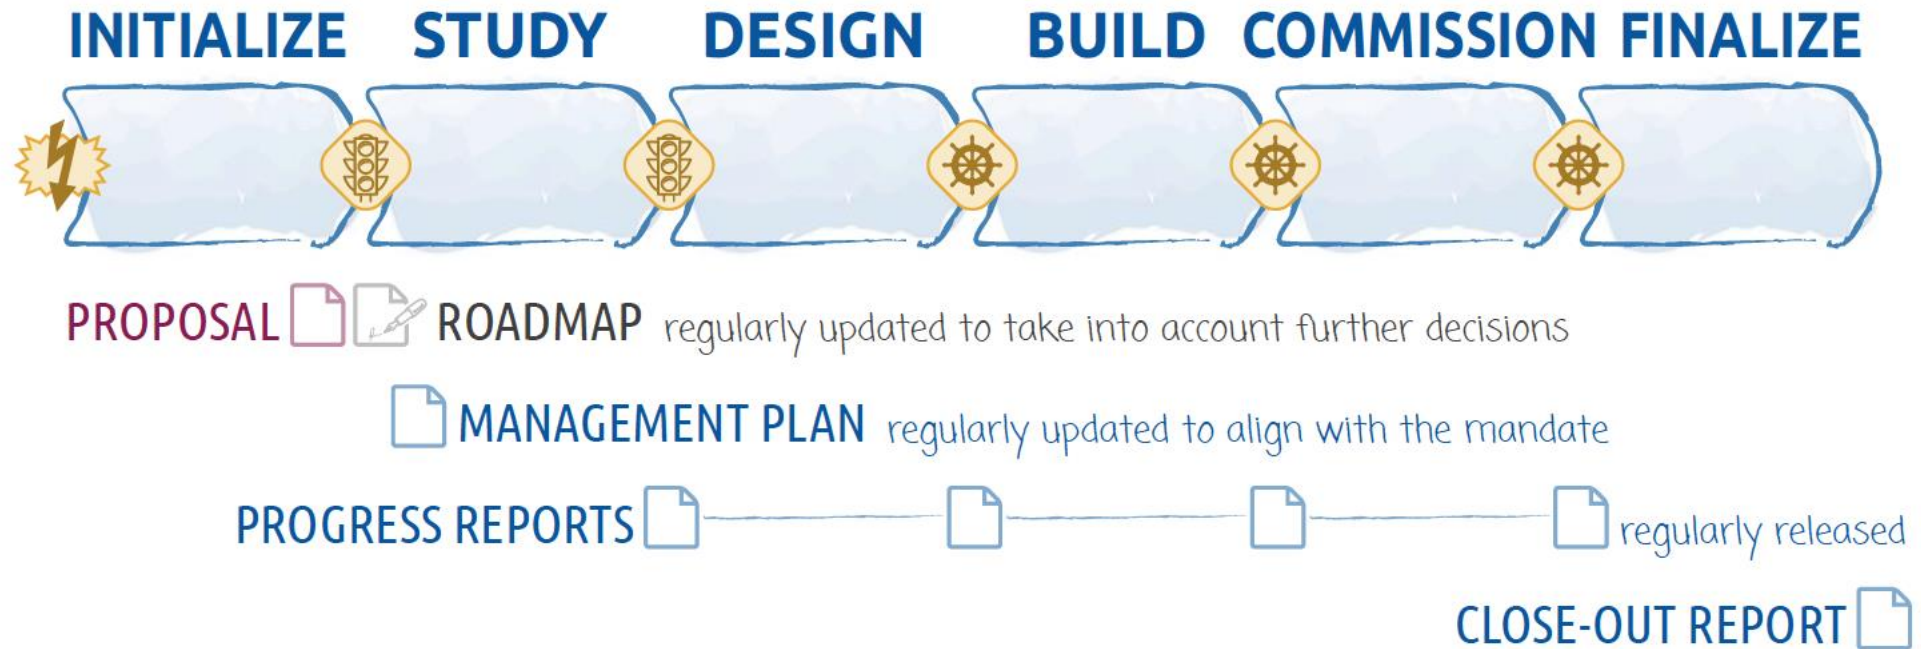 INITIALIZE STUDY DESIGN BUILD COMMISSION FINALIZE
PROPOSAL ROADMAP regularly updated to take into account further decisions
MANAGEMENT PLAN regularly updated to align with the mandate
PROGRESS REPORTS regularly released
CLOSE-OUT REPORT